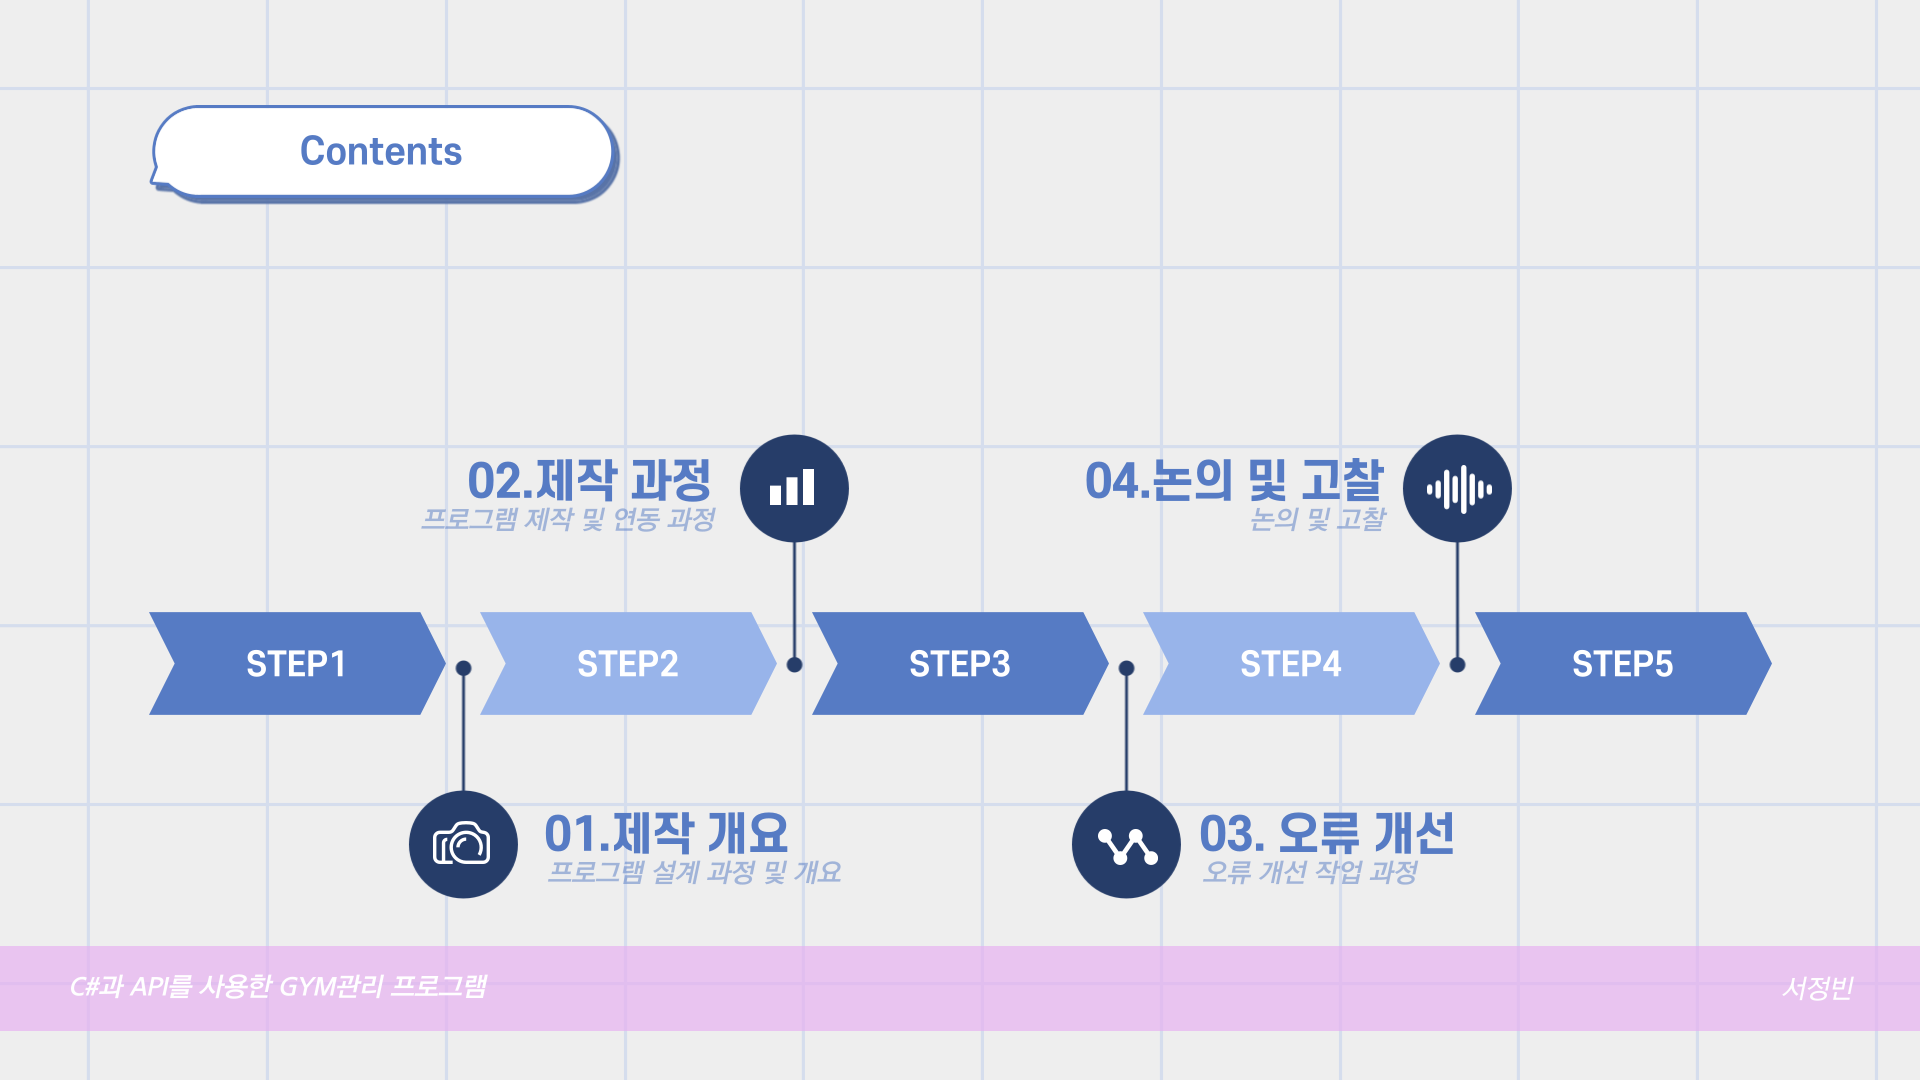 Contents
02.제작 과정
프로그램 제작 및 연동 과정
04.논의 및 고찰
논의 및 고찰
STEP1
STEP2
STEP3
STEP4
STEP5
01.제작 개요
프로그램 설계 과정 및 개요
03. 오류 개선
오류 개선 작업 과정
C#과 API를 사용한 GYM관리 프로그램
서정빈